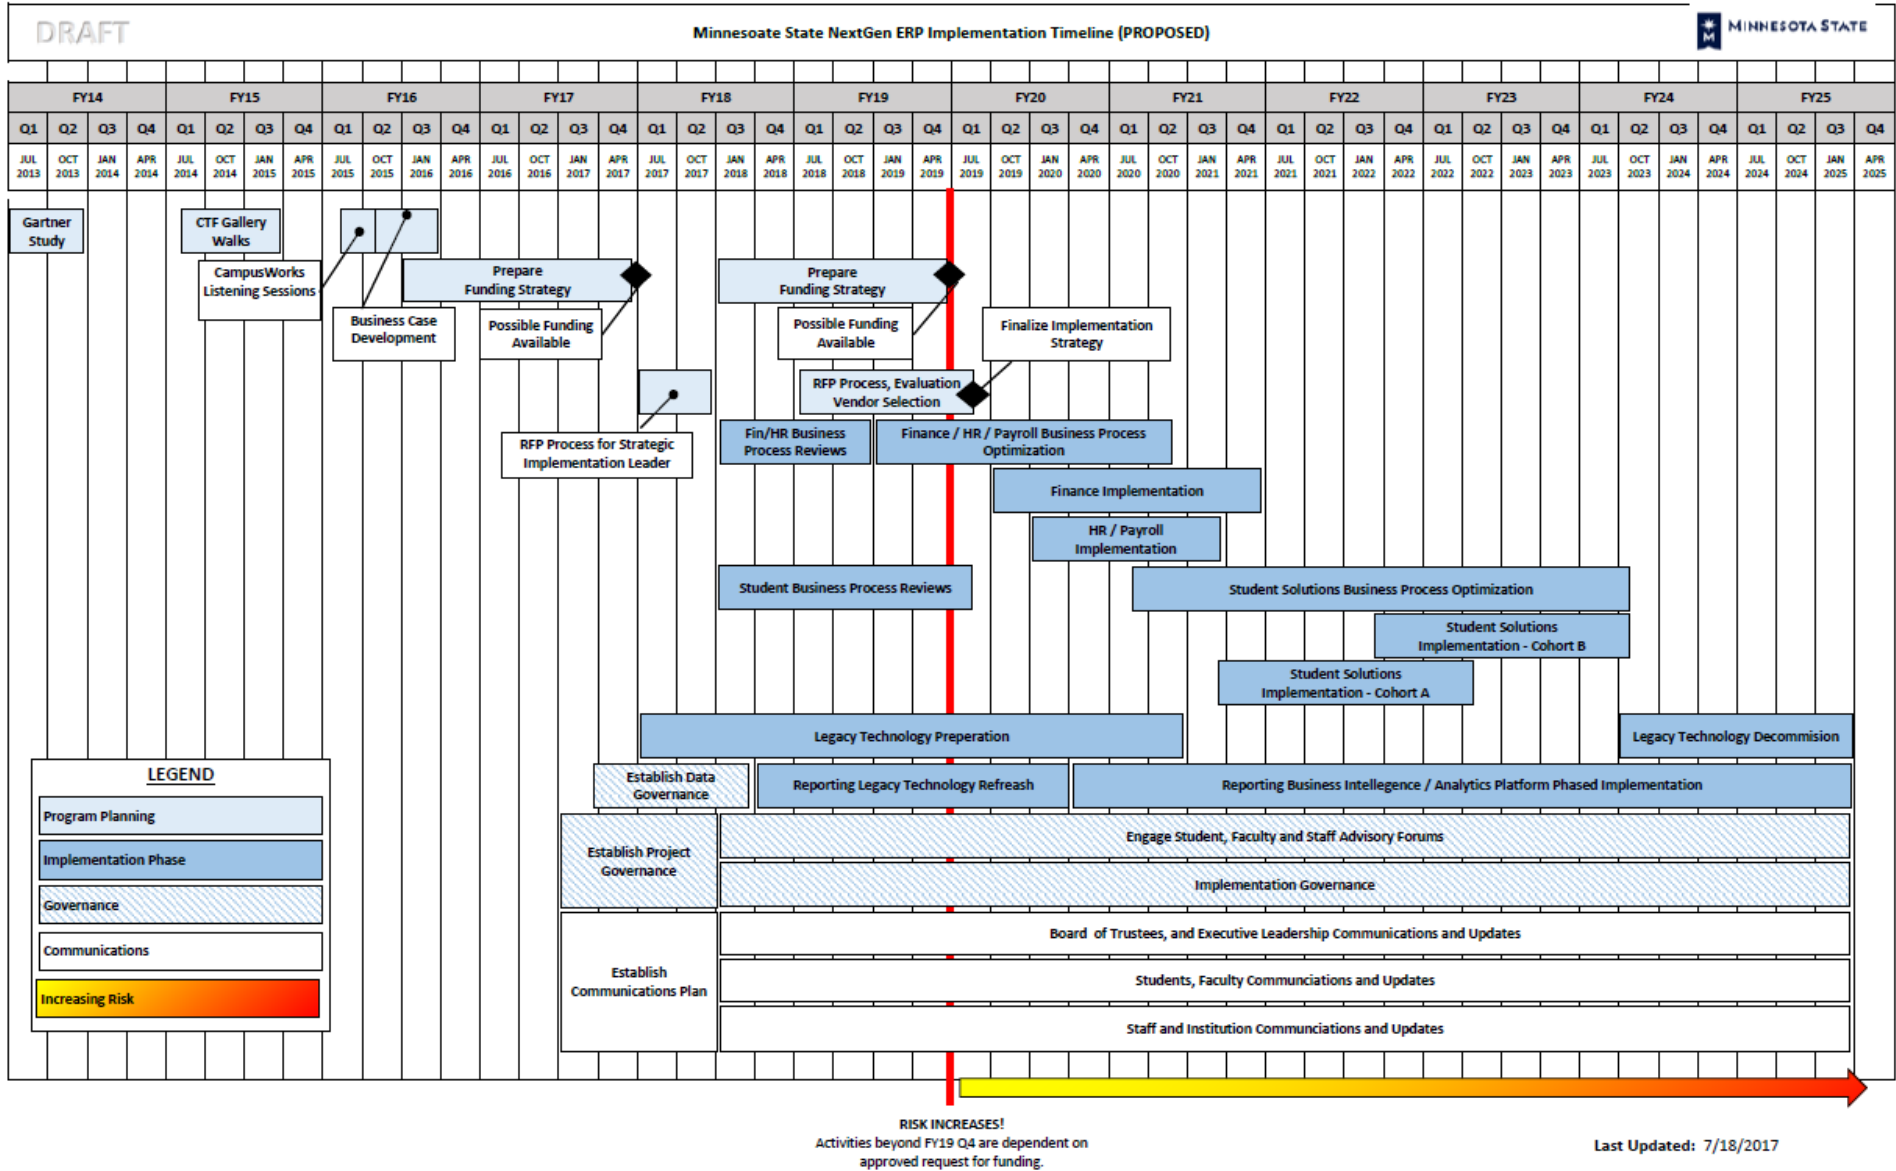 DRAFT
Minnesoate State NextGen ERP Implementation Timeline (PROPOSED)
MINNESOTA STATE
M
FY14 FY15 FY16 FY17 FY18 FY19 FY20 FY21 FY22 FY23 FY24 FY25
Q1 Q2 Q3 Q4 Q1 Q2 Q3 Q4 Q1 Q2 Q3 Q4 Q1 Q2 Q3 Q4 Q1 Q2 Q3 Q4 Q1 Q2 Q3 Q4 Q1 Q2 Q3 Q4 Q1 Q2 Q3 Q4 Q1 Q2 Q3 Q4 Q1 Q2 Q3 Q4 Q1 Q2 Q3 Q4 Q1 Q2 Q3 Q4
JUL OCT JAN APR JUL OCT JAN APR JUL OCT JAN APR JUL OCT JAN APR JUL OCT JAN APR JUL OCT JAN APR JUL OCT JAN APR JUL OCT JAN APR JUL OCT JAN APR JUL OCT JAN APR JUL OCT JAN APR JUL OCT JAN APR
2013 2013 2014 2014 2014 2014 2015 2015 2015 2015 2016 2016 2016 2016 2017 2017 2017 2017 2018 2018 2018 2018 2019 2019 2019 2019 2020 2020 2020 2020 2021 2021 2021 2021 2022 2022 2022 2022 2023 2023 2023 2023 2024 2024 2024 2024 2025 2025
Gartner
Study
CTF Gallery
Walks
CampusWorks
Listening Sessions
Business Case
Development
Prepare
Funding Strategy
Possible Funding
Available
Prepare
Funding Strategy
Possible Funding
Available
Finalize Implementation
Strategy
RFP Process, Evaluation
Vendor Selection
RFP Process for Strategic
Implementation Leader
Fin/HR Business
Process Reviews
Finance / HR / Payroll Business Process
Optimization
Finance Implementation
HR / Payroll
Implementation
Student Business Process Reviews
Student Solutions Business Process Optimization
Student Solutions
Implementation - Cohort B
Student Solutions
Implementation - Cohort A
Legacy Technology Preperation
Legacy Technology Decommision
Establish Data
Governance
Reporting Legacy Technology Refreash
Reporting Business Intellegence / Analytics Platform Phased Implementation
Establish Project
Governance
Engage Student, Faculty and Staff Advisory Forums
Implementation Governance
Establish
Communications Plan
Board of Trustees, and Executive Leadership Communications and Updates
Students, Faculty Communciations and Updates
Staff and Institution Communciations and Updates
LEGEND
Program Planning
Implementation Phase
Governance
Communications
Increasing Risk
RISK INCREASES!
Activities beyond FY19 Q4 are dependent on
approved request for funding.
Last Updated: 7/18/2017